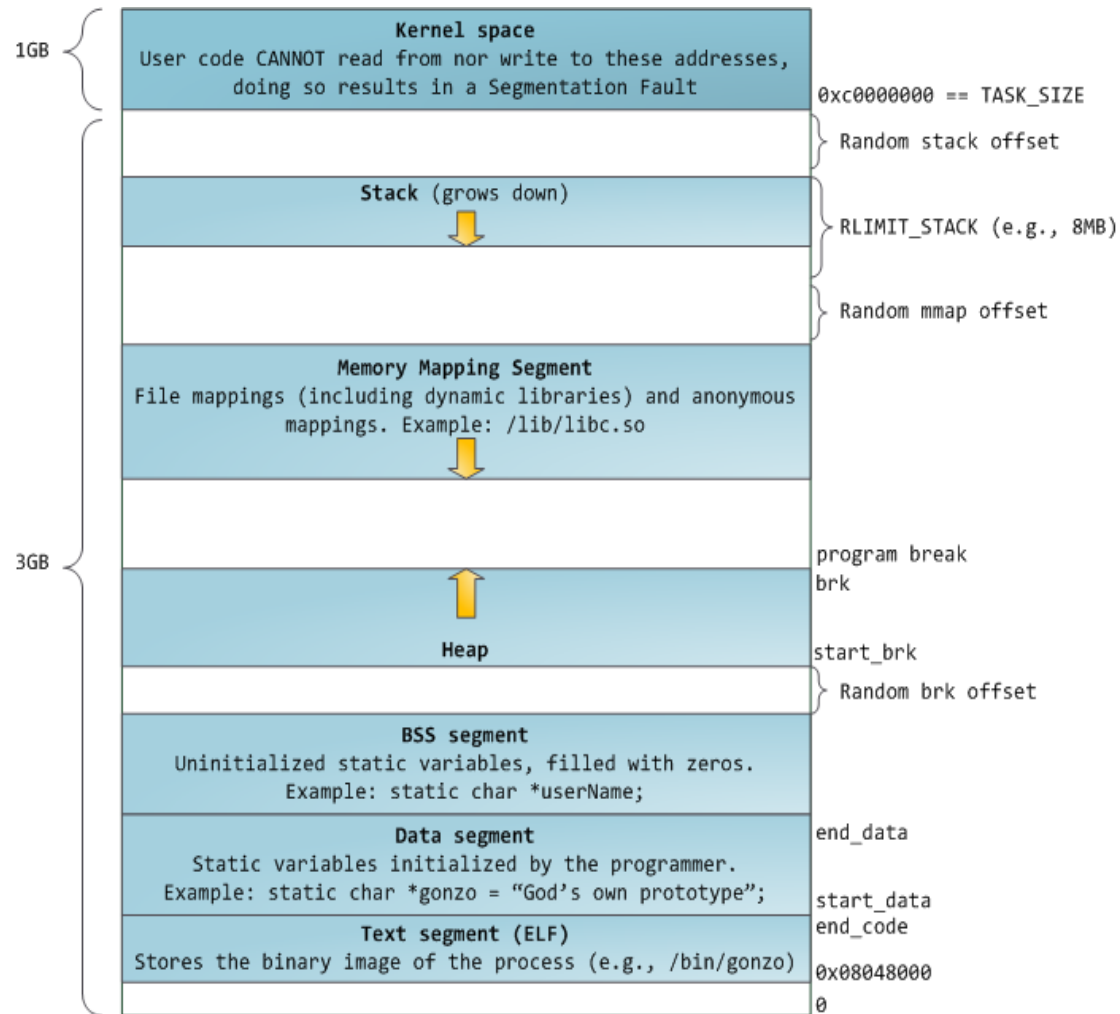 1GB
Kernel space
User code CANNOT read from nor write to these addresses,
doing so results in a Segmentation Fault
0xc0000000 == TASK_SIZE
Random stack offset
Stack (grows down)
RLIMIT_STACK (e.g., 8MB)
Random mmap offset
Memory Mapping Segment
File mappings (including dynamic libraries) and anonymous
mappings. Example: /lib/libc.so
3GB
program break
brk
Heap
start_brk
Random brk offset
BSS segment
Uninitialized static variables, filled with zeros.
Example: static char *userName;
Data segment
end_data
Static variables initialized by the programmer.
Example: static char *gonzo = “God’s own prototype”;
start_data
end_code
Text segment (ELF)
Stores the binary image of the process (e.g., /bin/gonzo)
0x08048000
0